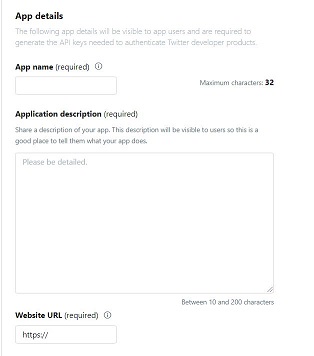 App details
The following app details will be visible to app users and are required to
generate the API keys needed to authenticate Twitter developer products.
App name (required)
Maximum characters: 32
Application description (required)
Share a description of your app. This description will be visible to users so this is a
good place to tell them what your app does.
Please be detailed.
Between 10 and 200 characters
Website URL (required)
https://